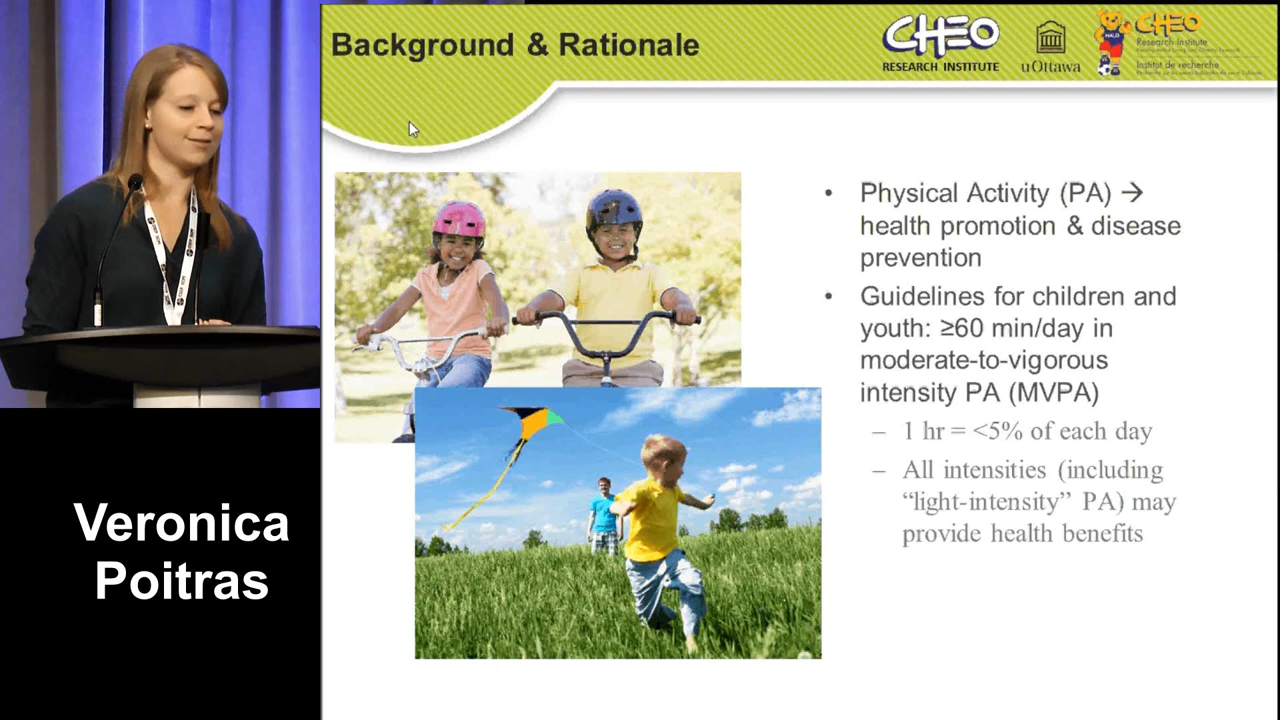 Background & Rationale
CHEO
RESEARCH INSTITUTE
uOttawa
CHEO
Research Institute
Institut de recherche
HALO
• Physical Activity (PA) →
health promotion & disease
prevention
• Guidelines for children and
youth: ≥60 min/day in
moderate-to-vigorous
intensity PA (MVPA)
– 1 hr = <5% of each day
– All intensities (including
“light-intensity” PA) may
provide health benefits
Veronica
Poitras